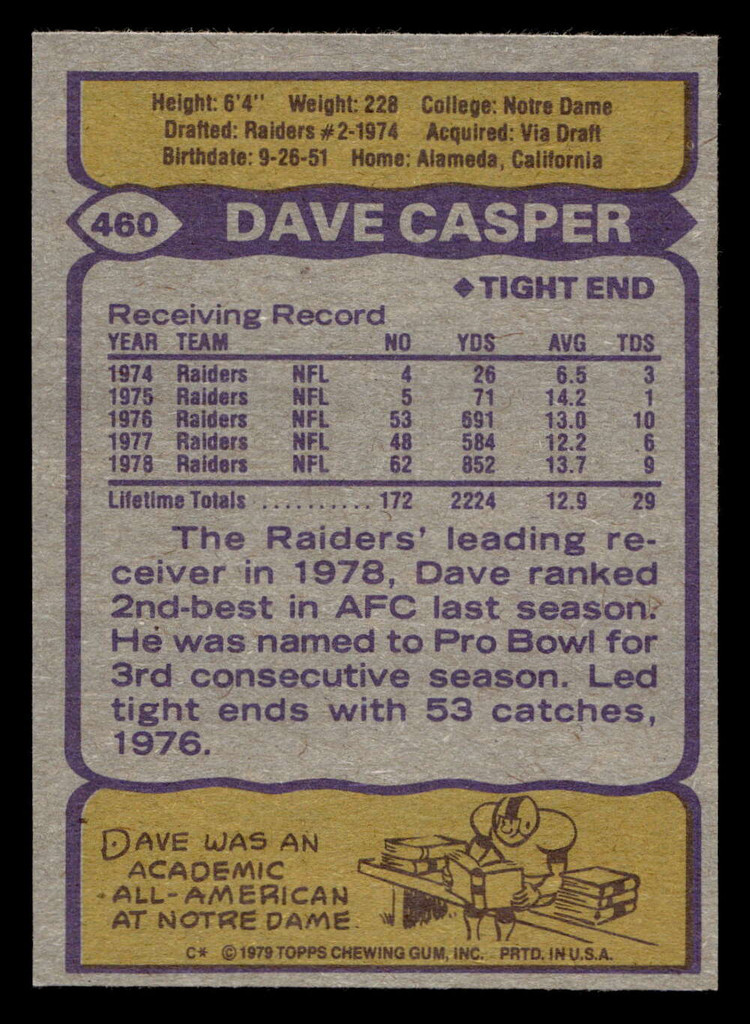 Height: 6'4" Weight: 228 College: Notre Dame
Drafted: Raiders #2-1974 Acquired: Via Draft
Birthdate: 9-26-51 Home: Alameda, California
460 DAVE CASPER
◆TIGHT END
Receiving Record
YEAR TEAM NO YDS AVG TDS
1974 Raiders NFL 4 26 6.5 3
1975 Raiders NFL 5 71 14.2 1
1976 Raiders NFL 53 691 13.0 10
1977 Raiders NFL 48 584 12.2 6
1978 Raiders NFL 62 852 13.7 9
Lifetime Totals .......... 172 2224 12.9 29
The Raiders' leading re-
ceiver in 1978, Dave ranked
2nd-best in AFC last season.
He was named to Pro Bowl for
3rd consecutive season. Led
tight ends with 53 catches,
1976.
DAVE WAS AN
ACADEMIC
ALL-AMERICAN
AT NOTRE DAME.
C* ©1979 TOPPS CHEWING GUM, INC. PRTD. IN U.S.A.